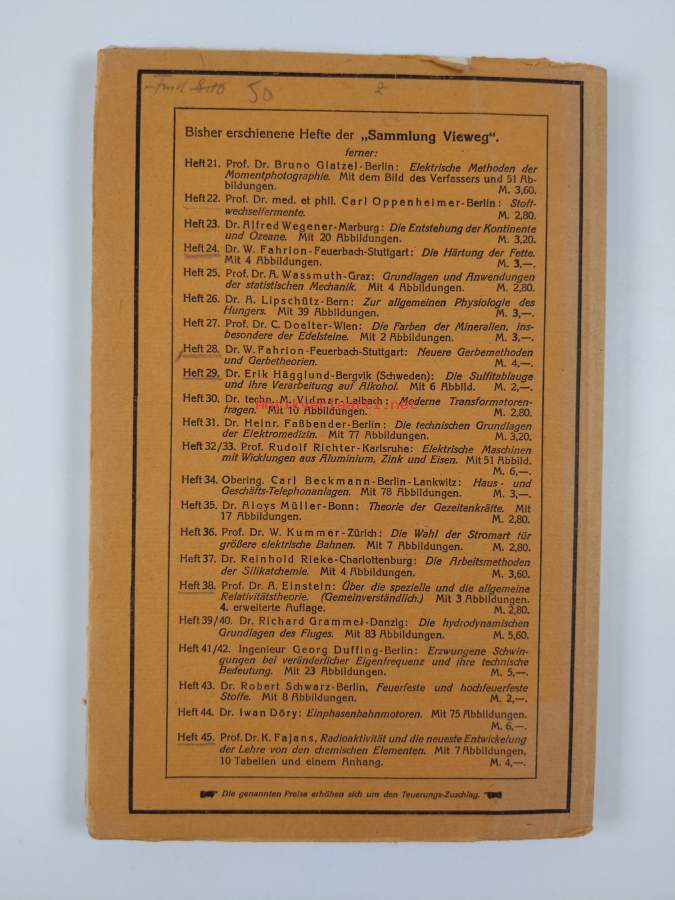 50
2
Bisher erschienene Hefte der „Sammlung Vieweg“.
ferner:
Heft 21. Prof. Dr. Bruno Glatzel-Berlin: Elektrische Methoden der
Momentphotographie. Mit dem Bild des Verfassers und 51 Ab-
bildungen. M. 3,60.
Heft 22. Prof. Dr. med. et phil. Carl Oppenheimer-Berlin: Stoff-
wechselfermente. M. 2,80.
Heft 23. Dr. Alfred Wegener-Marburg: Die Entstehung der Kontinente
und Ozeane. Mit 20 Abbildungen. M. 3,20.
Heft 24. Dr. W. Fahrion-Feuerbach-Stuttgart: Die Härtung der Fette.
Mit 4 Abbildungen. M. 3,—.
Heft 25. Prof. Dr. A. Wassmuth-Graz: Grundlagen und Anwendungen
der statistischen Mechanik. Mit 4 Abbildungen. M. 2,80.
Heft 26. Dr. A. Lipschütz-Bern: Zur allgemeinen Physiologie des
Hungers. Mit 39 Abbildungen. M. 3,—.
Heft 27. Prof. Dr. C. Doelter-Wien: Die Farben der Mineralien, ins-
besondere der Edelsteine. Mit 2 Abbildungen. M. 3,—.
Heft 28. Dr. W. Fahrion-Feuerbach-Stuttgart: Neuere Gerbemethoden
und Gerbetheorien. M. 4,—.
Heft 29. Dr. Erik Hägglund-Bergvik (Schweden): Die Sulfitablauge
und ihre Verarbeitung auf Alkohol. Mit 6 Abbild. M. 2,—.
Heft 30. Dr. techn. M. Vidmar-Laibach: Moderne Transformatoren-
fragen. Mit 10 Abbildungen. M. 2,80.
Heft 31. Dr. Heinr. Faßbender-Berlin: Die technischen Grundlagen
der Elektromedizin. Mit 77 Abbildungen. M. 3,20.
Heft 32/33. Prof. Rudolf Richter-Karlsruhe: Elektrische Maschinen
mit Wicklungen aus Aluminium, Zink und Eisen. Mit 51 Abbild.
M. 6,—.
Heft 34. Obering. Carl Beckmann-Berlin-Lankwitz: Haus- und
Geschäfts-Telephonanlagen. Mit 78 Abbildungen. M. 3,—.
Heft 35. Dr. Aloys Müller-Bonn: Theorie der Gezeitenkräfte. Mit
17 Abbildungen. M. 2,80.
Heft 36. Prof. Dr. W. Kummer-Zürich: Die Wahl der Stromart für
größere elektrische Bahnen. Mit 7 Abbildungen. M. 2,80.
Heft 37. Dr. Reinhold Rieke-Charlottenburg: Die Arbeitsmethoden
der Silikatchemie. Mit 4 Abbildungen. M. 3,60.
Heft 38. Prof. Dr. A. Einstein: Über die spezielle und die allgemeine
Relativitätstheorie. (Gemeinverständlich.) Mit 3 Abbildungen.
4. erweiterte Auflage. M. 2,80.
Heft 39/40. Dr. Richard Grammel-Danzig: Die hydrodynamischen
Grundlagen des Fluges. Mit 83 Abbildungen. M. 5,60.
Heft 41/42. Ingenieur Georg Duffing-Berlin: Erzwungene Schwin-
gungen bei veränderlicher Eigenfrequenz und ihre technische
Bedeutung. Mit 23 Abbildungen. M. 5,—.
Heft 43. Dr. Robert Schwarz-Berlin, Feuerfeste und hochfeuerfeste
Stoffe. Mit 8 Abbildungen. M. 2,—.
Heft 44. Dr. Iwan Döry: Einphasenbahnmotoren. Mit 75 Abbildungen.
M. 6,—.
Heft 45. Prof. Dr. K. Fajans, Radioaktivität und die neueste Entwickelung
der Lehre von den chemischen Elementen. Mit 7 Abbildungen,
10 Tabellen und einem Anhang. M. 4,—.
Die genannten Preise erhöhen sich um den Teuerungs-Zuschlag.